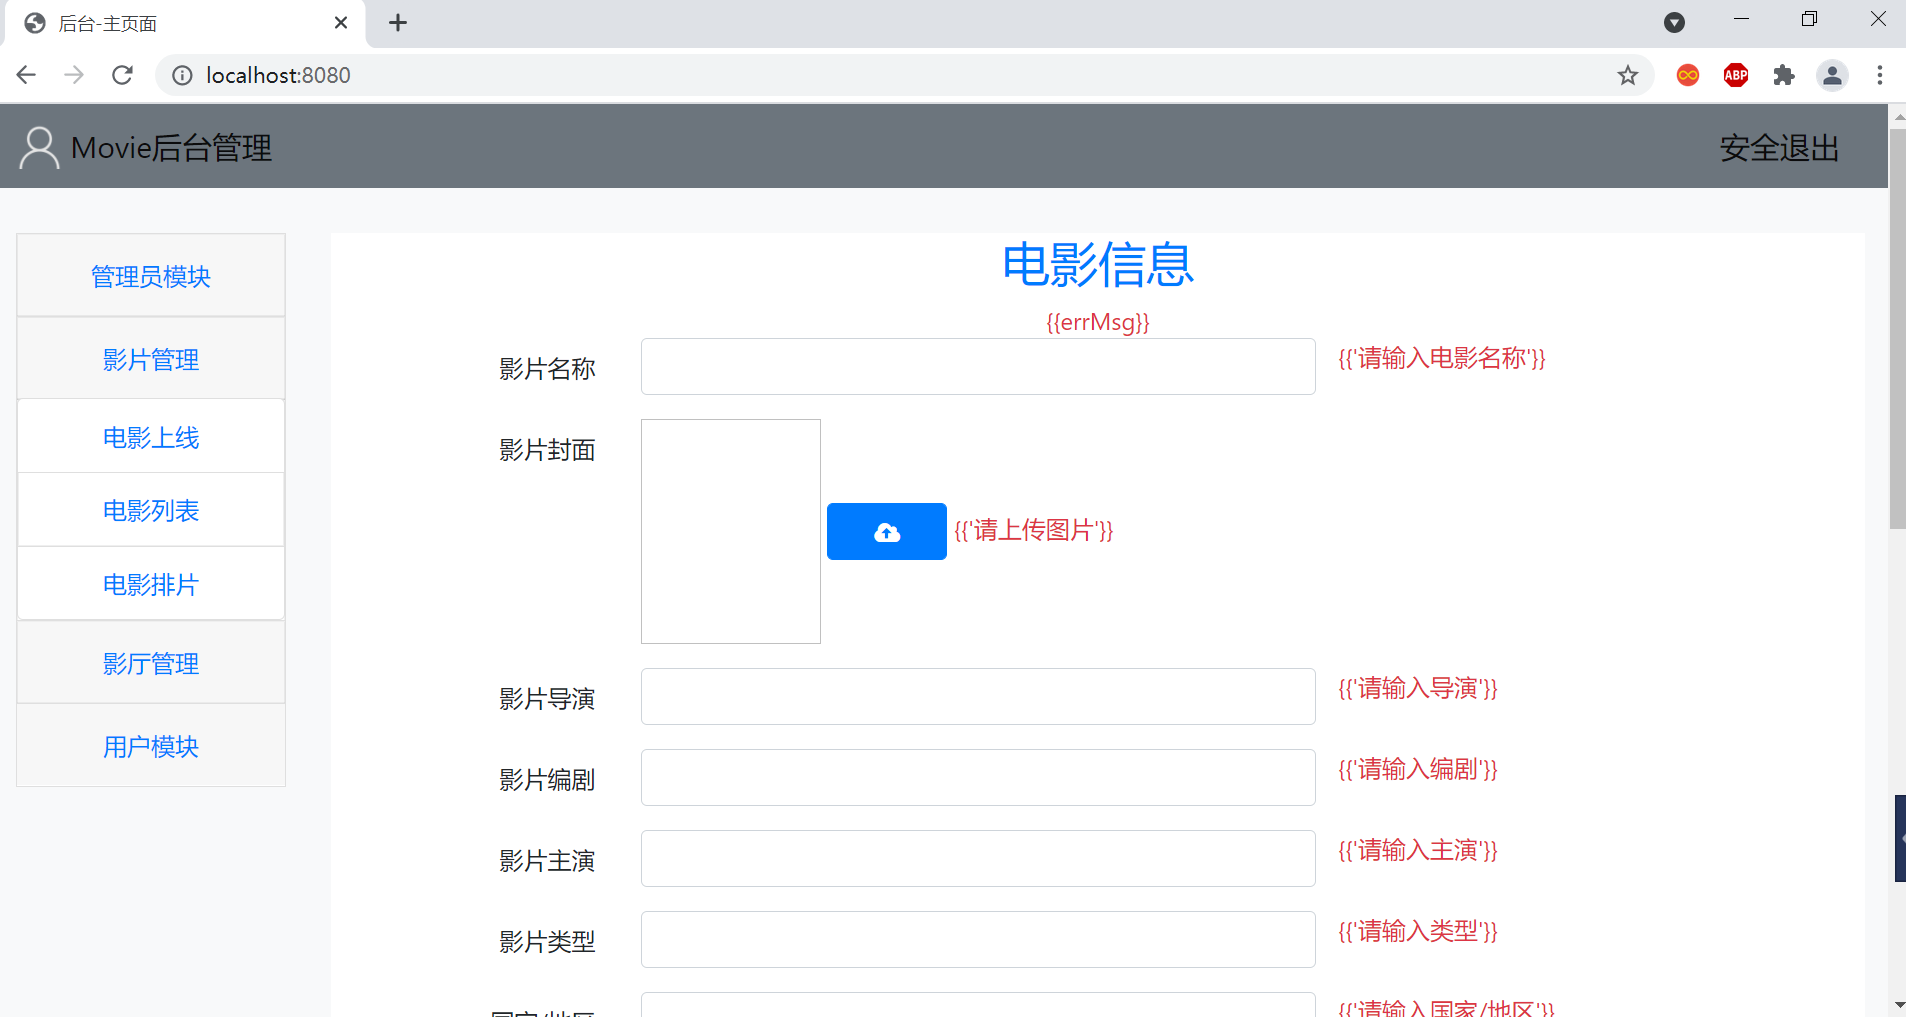 后台-主页面
localhost:8080
ABP
Movie后台管理
安全退出
管理员模块
影片管理
电影上线
电影列表
电影排片
影厅管理
用户模块
电影信息
{{errMsg}}
影片名称 {{'请输入电影名称'}}
影片封面
{{'请上传图片'}}
影片导演 {{'请输入导演'}}
影片编剧 {{'请输入编剧'}}
影片主演 {{'请输入主演'}}
影片类型 {{'请输入类型'}}
国家/地区 {{'请输入国家/地区'}}